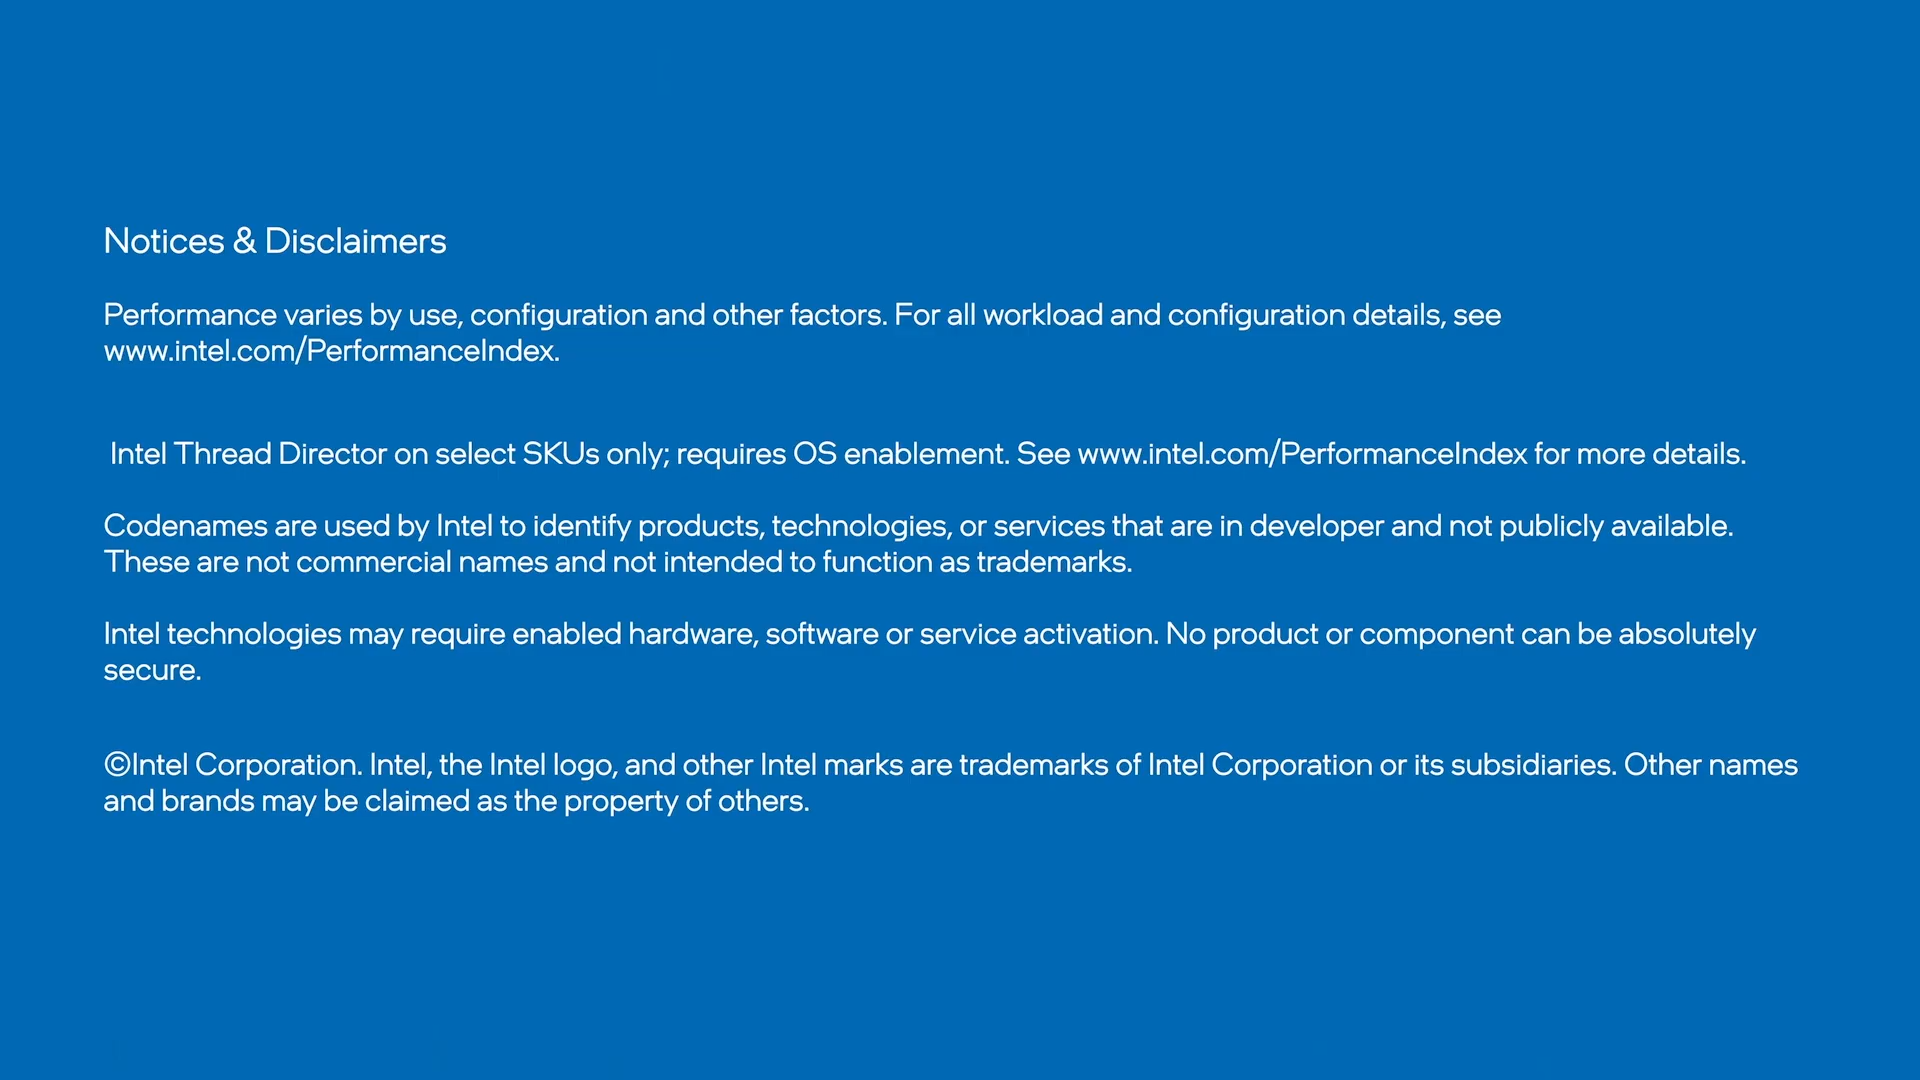 Notices & Disclaimers
Performance varies by use, configuration and other factors. For all workload and configuration details, see
www.intel.com/PerformanceIndex.
Intel Thread Director on select SKUs only; requires OS enablement. See www.intel.com/PerformanceIndex for more details.
Codenames are used by Intel to identify products, technologies, or services that are in developer and not publicly available.
These are not commercial names and not intended to function as trademarks.
Intel technologies may require enabled hardware, software or service activation. No product or component can be absolutely
secure.
©Intel Corporation. Intel, the Intel logo, and other Intel marks are trademarks of Intel Corporation or its subsidiaries. Other names
and brands may be claimed as the property of others.